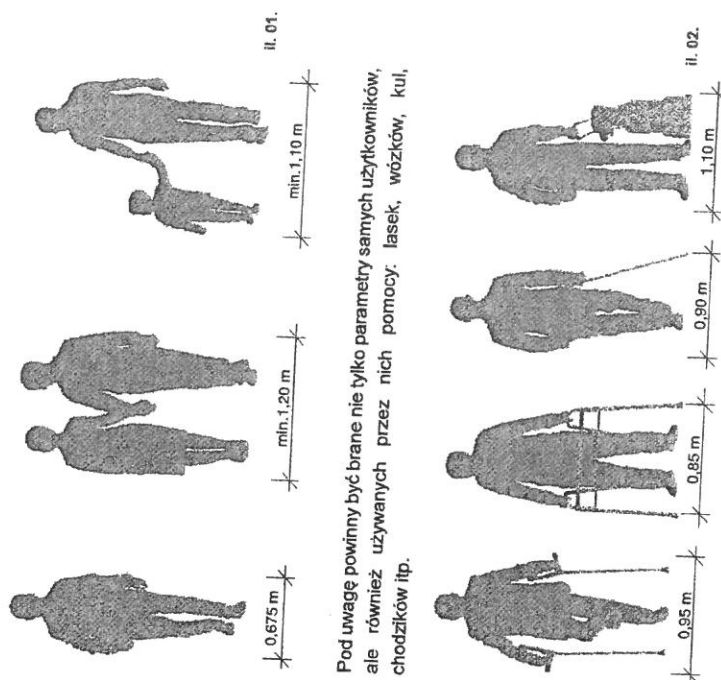 0,675 m
min.1,20 m
min.1,10 m
il. 01.
Pod uwagę powinny być brane nie tylko parametry samych użytkowników,
ale również używanych przez nich pomocy: lasek, wózków, kul,
chodzików itp.
0,95 m
0,85 m
0,90 m
1,10 m
il. 02.